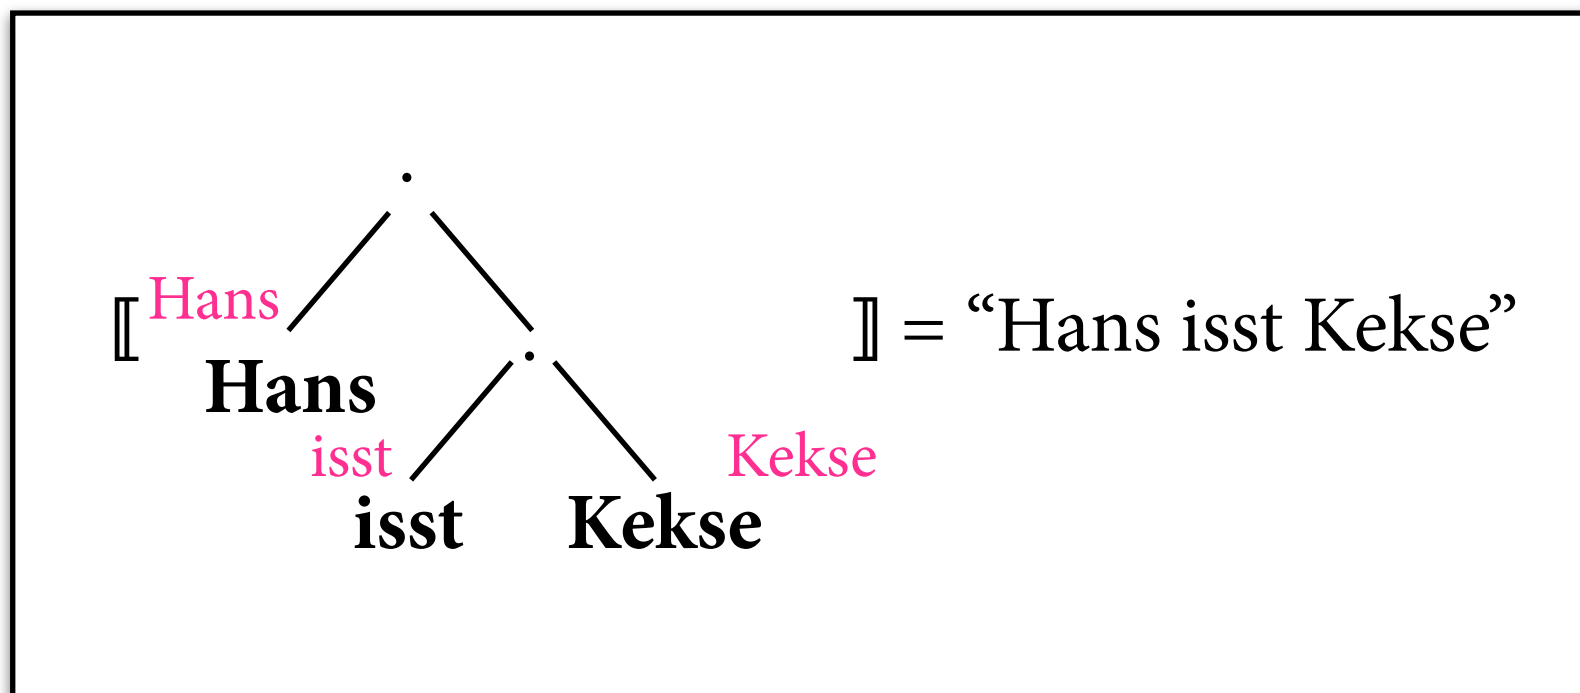 .
Hans
⟦ ⟧ = “Hans isst Kekse”
Hans
.
isst Kekse
isst Kekse